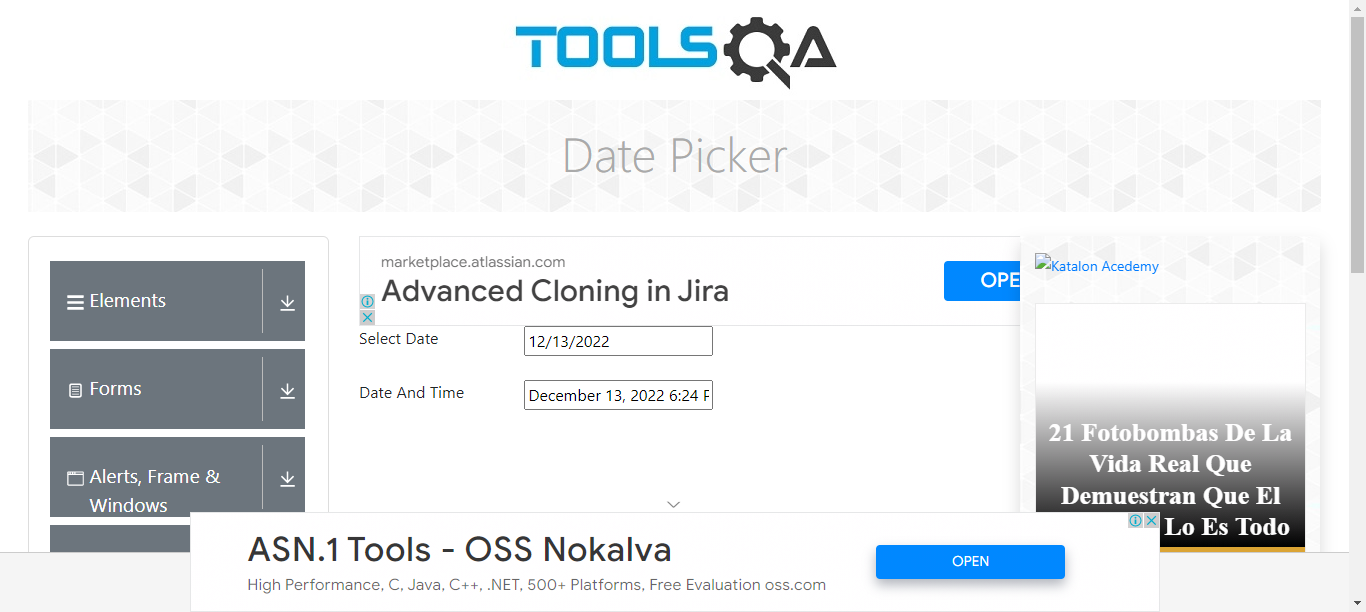 TOOLSQA
Date Picker
Elements
Forms
Alerts, Frame &
Windows
marketplace.atlassian.com
Advanced Cloning in Jira
OPE
Select Date
12/13/2022
Date And Time
December 13, 2022 6:24 P
Katalon Acedemy
21 Fotobombas De La
Vida Real Que
Demuestran Que El
Lo Es Todo
ASN.1 Tools - OSS Nokalva
High Performance, C, Java, C++, .NET, 500+ Platforms, Free Evaluation oss.com
OPEN